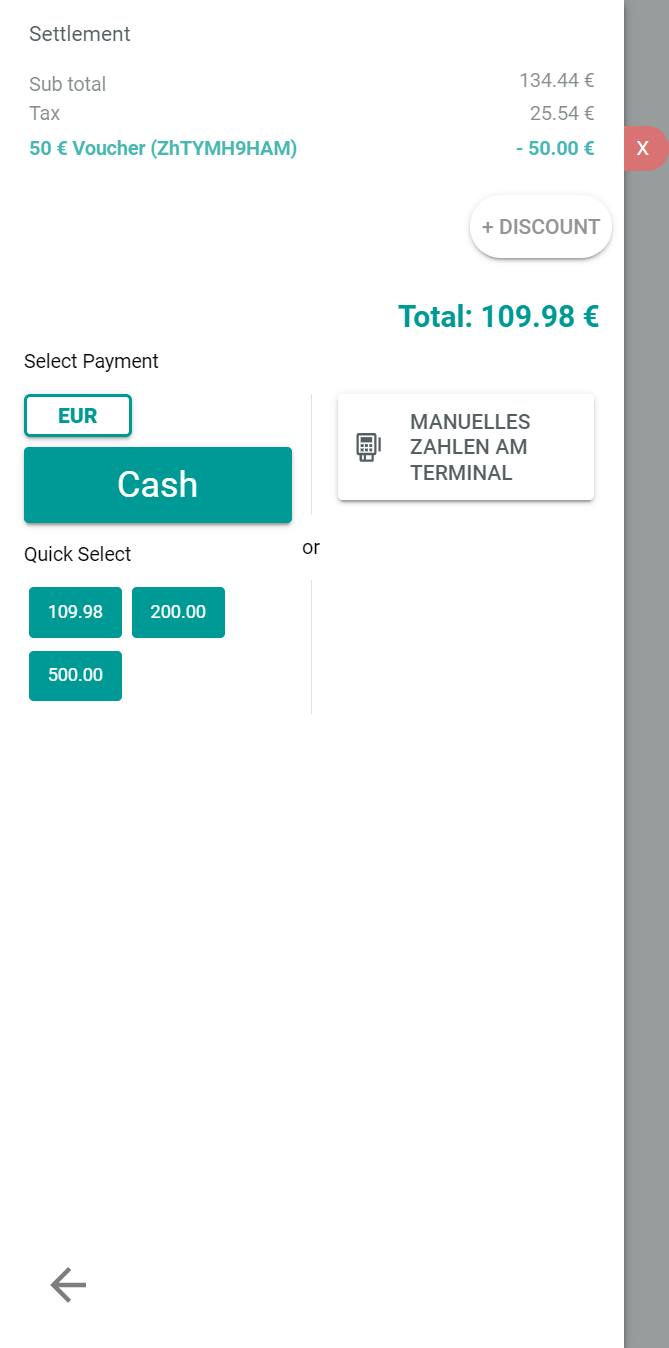 Settlement
Sub total 134.44 €
Tax 25.54 €
50 € Voucher (ZhTYMH9HAM) - 50.00 €
X
+ DISCOUNT
Total: 109.98 €
Select Payment
EUR
Cash
MANUELLES
ZAHLEN AM
TERMINAL
or
Quick Select
109.98 200.00
500.00